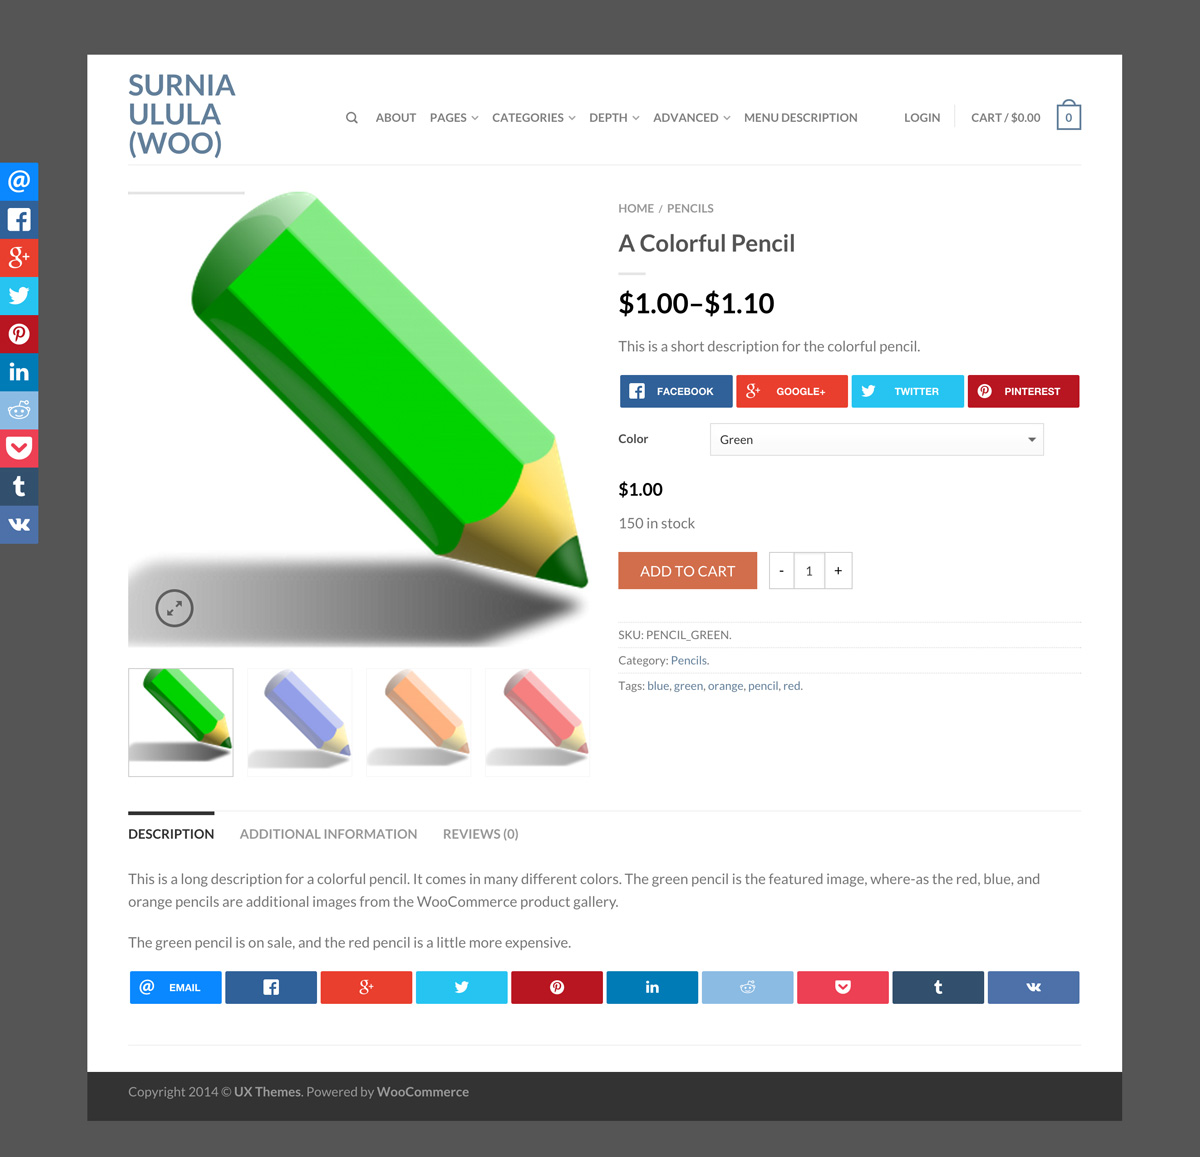 SURNIA
ULULA
(WOO)
ABOUT PAGES CATEGORIES DEPTH ADVANCED MENU DESCRIPTION LOGIN CART / $0.00 0
HOME / PENCILS
A Colorful Pencil
$1.00–$1.10
This is a short description for the colorful pencil.
FACEBOOK GOOGLE+ TWITTER PINTEREST
Color Green
$1.00
150 in stock
ADD TO CART - 1 +
SKU: PENCIL_GREEN.
Category: Pencils.
Tags: blue, green, orange, pencil, red.
DESCRIPTION ADDITIONAL INFORMATION REVIEWS (0)
This is a long description for a colorful pencil. It comes in many different colors. The green pencil is the featured image, where-as the red, blue, and
orange pencils are additional images from the WooCommerce product gallery.
The green pencil is on sale, and the red pencil is a little more expensive.
EMAIL
Copyright 2014 © UX Themes. Powered by WooCommerce